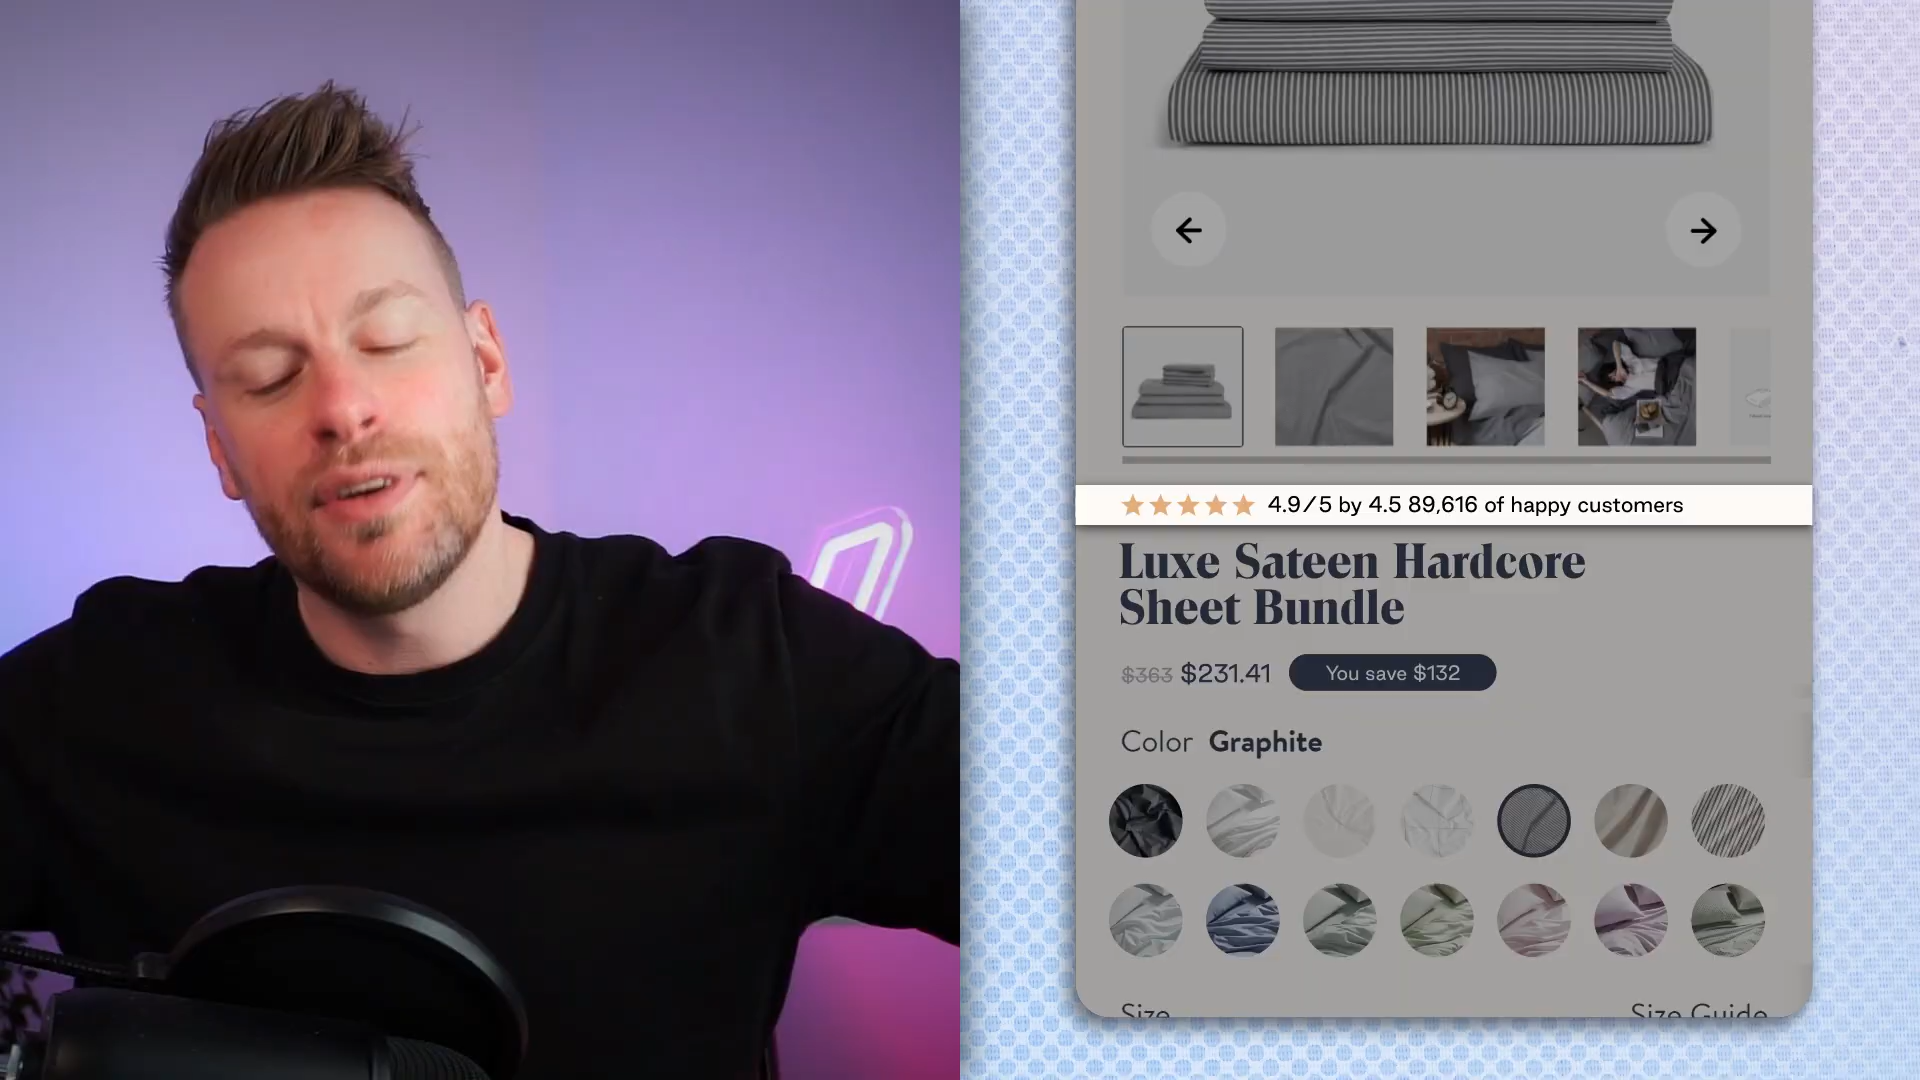 4.9/5 by 4.5 89,616 of happy customers
Luxe Sateen Hardcore
Sheet Bundle
$363 $231.41 You save $132
Color Graphite
Size Size Guide